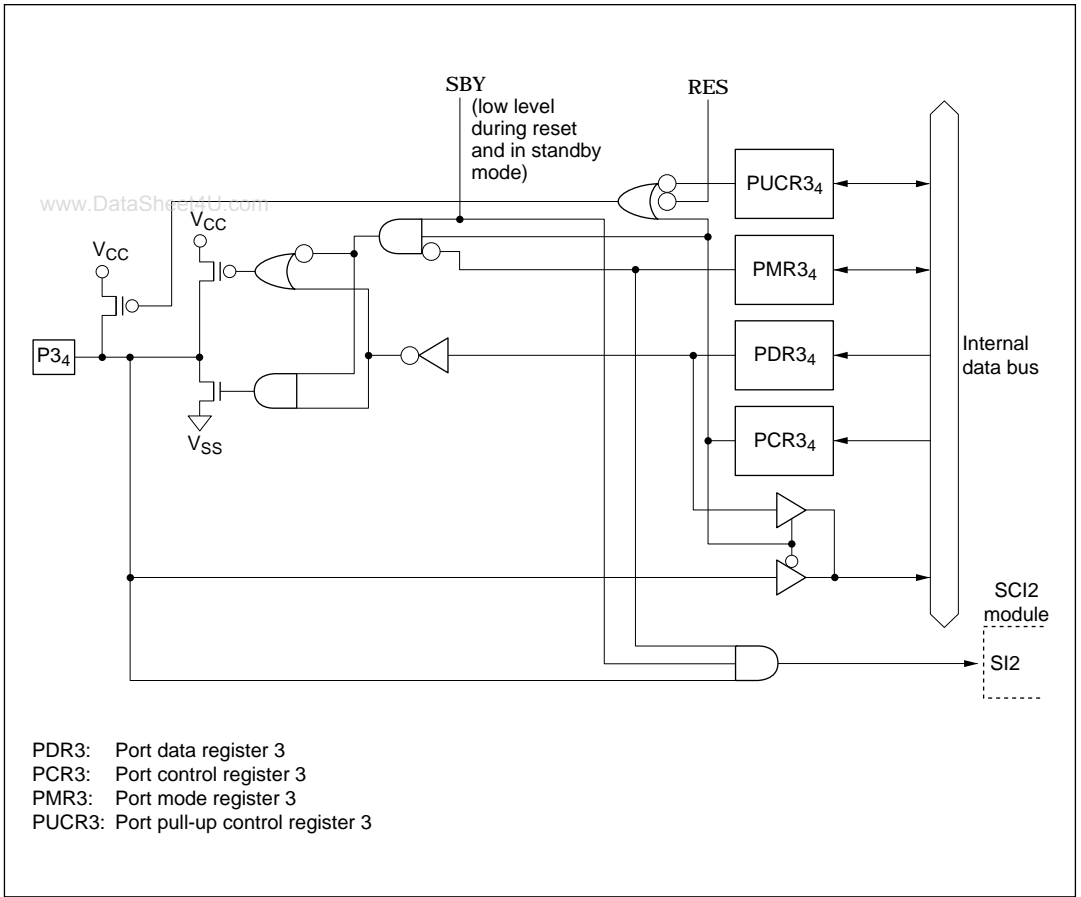 SBY
(low level
during reset
and in standby
mode)
RES
PUCR3₄
www.DataSheet4U.com
VCC
VCC
PMR3₄
P3₄
PDR3₄
Internal
data bus
VSS
PCR3₄
SCI2
module
SI2
PDR3: Port data register 3
PCR3: Port control register 3
PMR3: Port mode register 3
PUCR3: Port pull-up control register 3